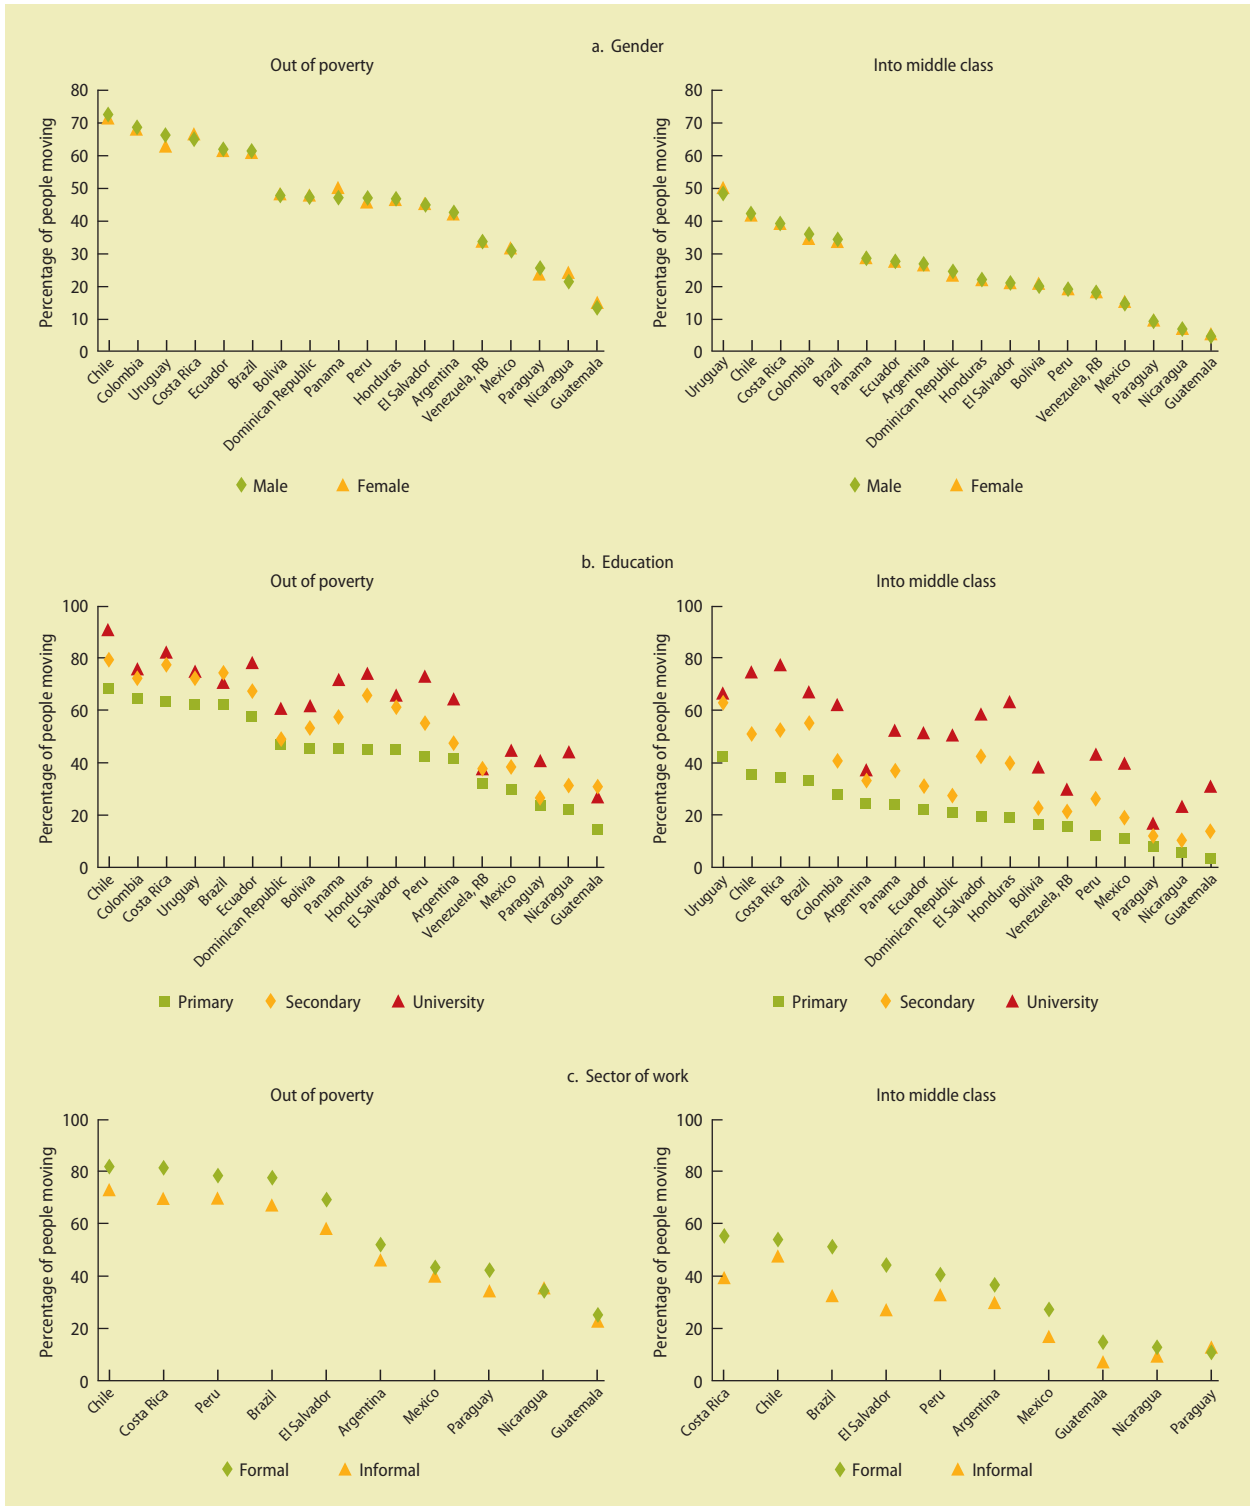 a. Gender
Out of poverty
Percentage of people moving
80
70
60
50
40
30
20
10
0
Chile
Colombia
Uruguay
Costa Rica
Ecuador
Brazil
Bolivia
Dominican Republic
Panama
Peru
Honduras
El Salvador
Argentina
Venezuela, RB
Mexico
Paraguay
Nicaragua
Guatemala
Male Female
Into middle class
Percentage of people moving
80
70
60
50
40
30
20
10
0
Uruguay
Chile
Costa Rica
Colombia
Brazil
Panama
Ecuador
Argentina
Dominican Republic
Honduras
El Salvador
Bolivia
Peru
Venezuela, RB
Mexico
Paraguay
Nicaragua
Guatemala
Male Female
b. Education
Out of poverty
Percentage of people moving
100
80
60
40
20
0
Chile
Colombia
Costa Rica
Uruguay
Brazil
Ecuador
Dominican Republic
Bolivia
Panama
Honduras
El Salvador
Peru
Argentina
Venezuela, RB
Mexico
Paraguay
Nicaragua
Guatemala
Primary Secondary University
Into middle class
Percentage of people moving
100
80
60
40
20
0
Uruguay
Chile
Costa Rica
Brazil
Colombia
Argentina
Panama
Ecuador
Dominican Republic
El Salvador
Honduras
Bolivia
Venezuela, RB
Peru
Mexico
Paraguay
Nicaragua
Guatemala
Primary Secondary University
c. Sector of work
Out of poverty
Percentage of people moving
100
80
60
40
20
0
Chile
Costa Rica
Peru
Brazil
El Salvador
Argentina
Mexico
Paraguay
Nicaragua
Guatemala
Formal Informal
Into middle class
Percentage of people moving
100
80
60
40
20
0
Costa Rica
Chile
Brazil
El Salvador
Peru
Argentina
Mexico
Guatemala
Nicaragua
Paraguay
Formal Informal